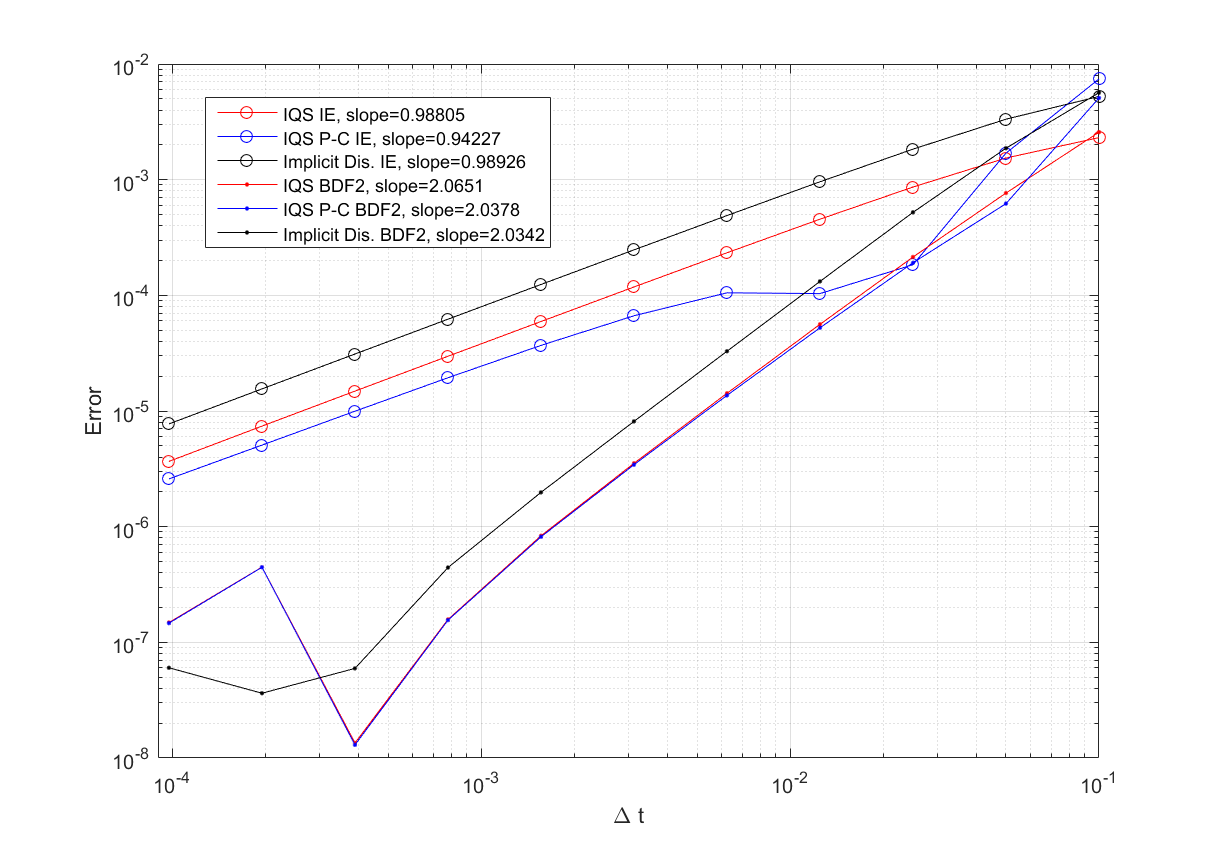 10^-2
10^-3
10^-4
10^-5
10^-6
10^-7
10^-8
Error
IQS IE, slope=0.98805
IQS P-C IE, slope=0.94227
Implicit Dis. IE, slope=0.98926
IQS BDF2, slope=2.0651
IQS P-C BDF2, slope=2.0378
Implicit Dis. BDF2, slope=2.0342
10^-4 10^-3 10^-2 10^-1
Δ t